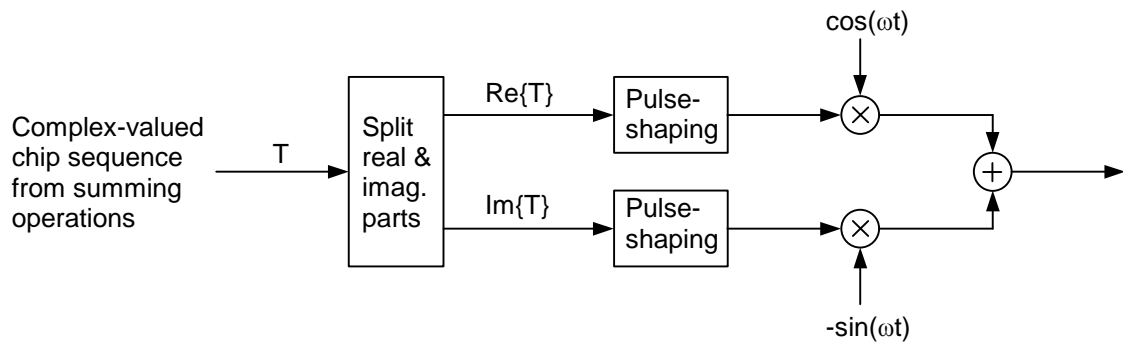 cos(ωt)
Complex-valued
chip sequence
from summing
operations
T
Split
real &
imag.
parts
Re{T}
Pulse-
shaping
Im{T}
Pulse-
shaping
-sin(ωt)